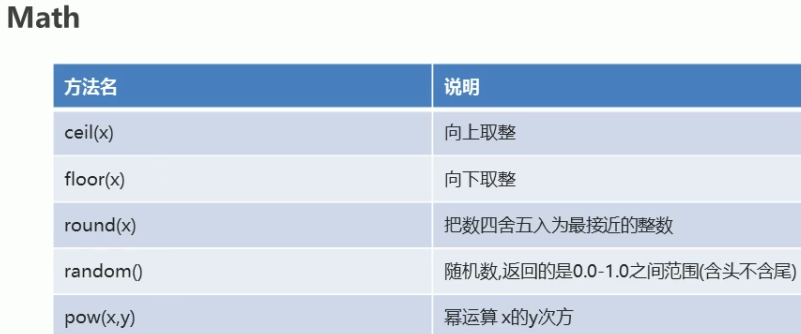 Math
方法名 说明
ceil(x) 向上取整
floor(x) 向下取整
round(x) 把数四舍五入为最接近的整数
random() 随机数,返回的是0.0-1.0之间范围(含头不含尾)
pow(x,y) 幂运算 x的y次方